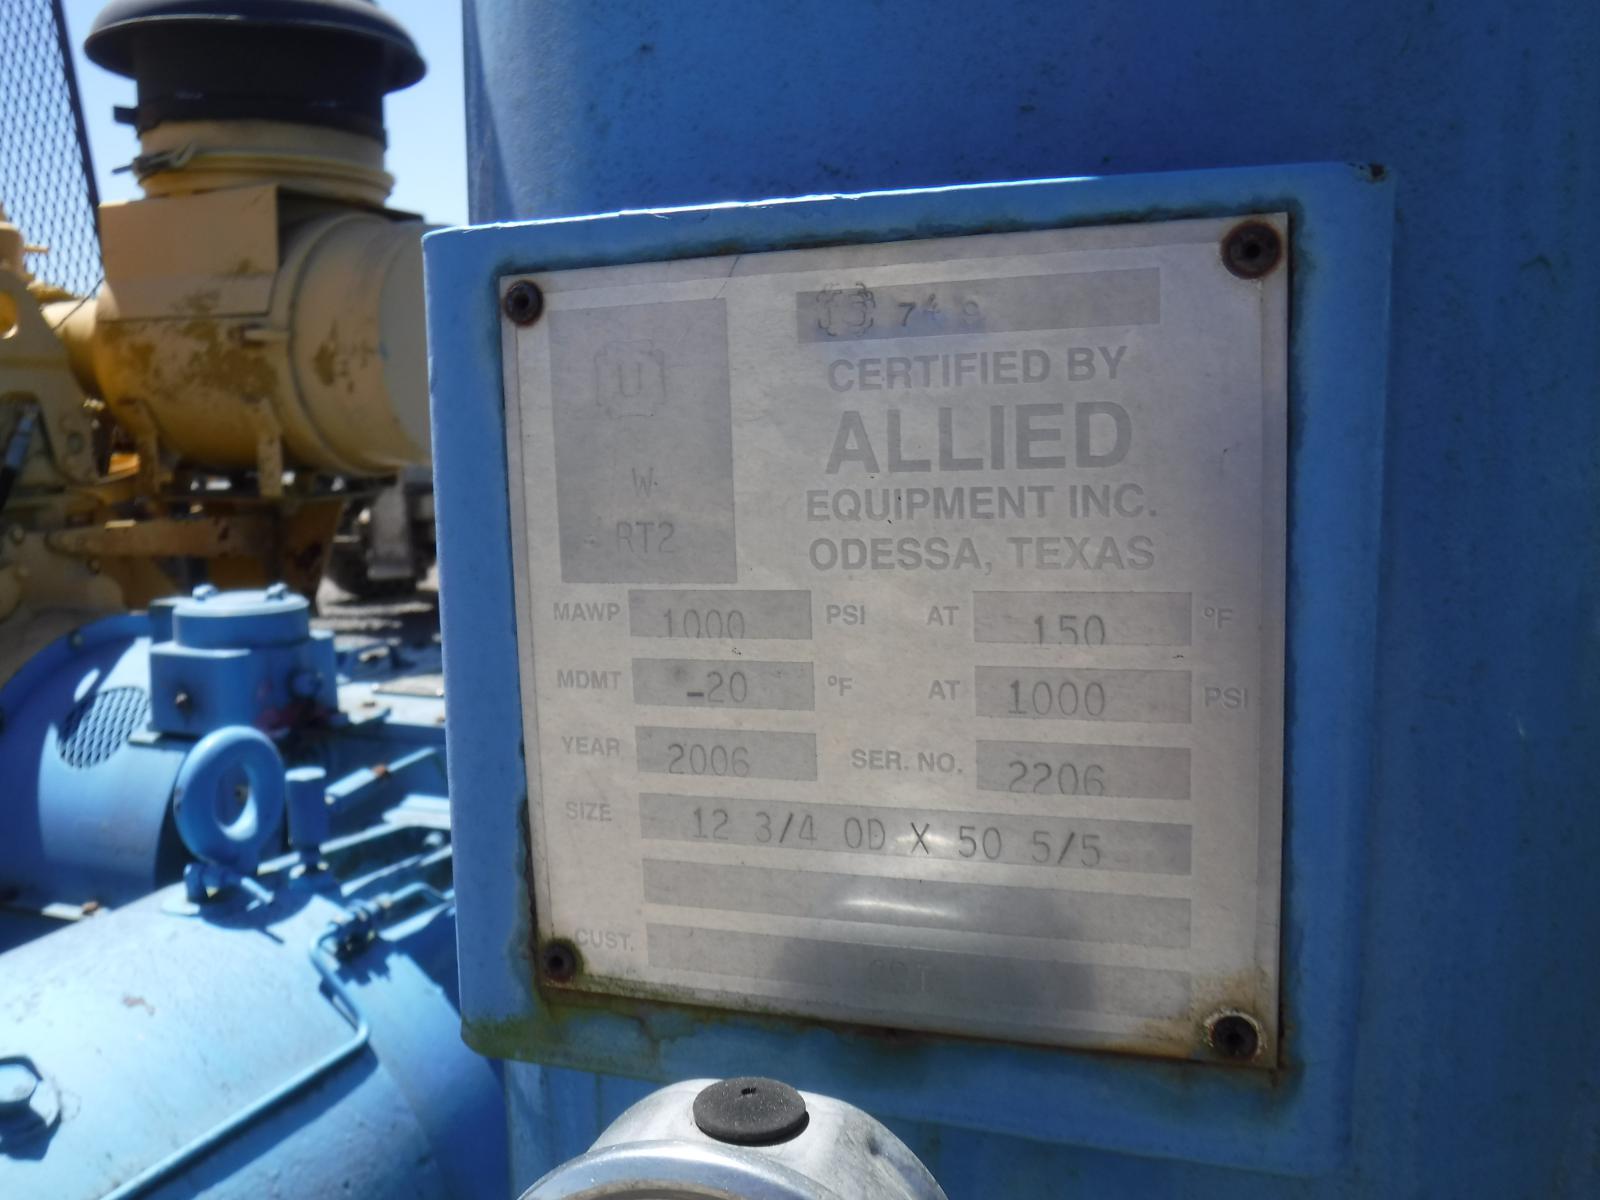 U
W
RT2
CERTIFIED BY
ALLIED
EQUIPMENT INC.
ODESSA, TEXAS
MAWP 1000 PSI AT 150 °F
MDMT -20 °F AT 1000 PSI
YEAR 2006 SER. NO. 2206
SIZE 12 3/4 OD X 50 5/5
CUST.